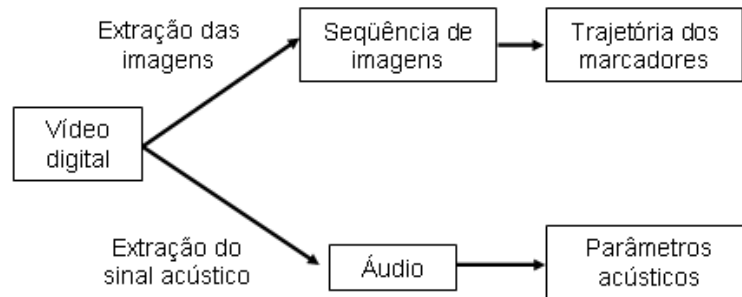 Extração das
imagens
Seqüência de
imagens
Trajetória dos
marcadores
Vídeo
digital
Extração do
sinal acústico
Áudio
Parâmetros
acústicos